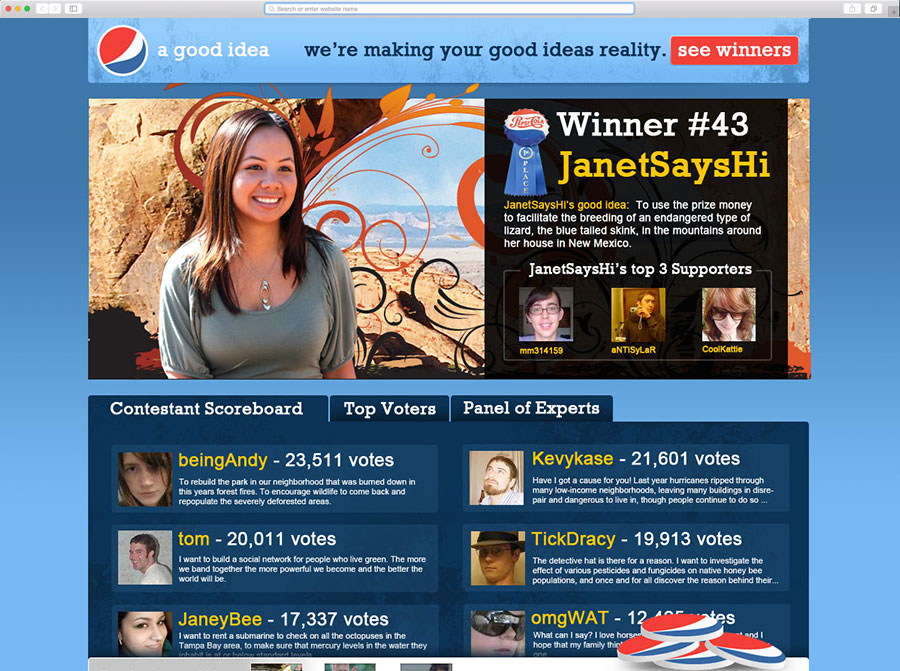 Search or enter website name
a good idea
we're making your good ideas reality.
see winners
Pepsi-Cola
1st
PLACE
Winner #43
JanetSaysHi
JanetSaysHi's good idea: To use the prize money
to facilitate the breeding of an endangered type of
lizard, the blue tailed skink, in the mountains around
her house in New Mexico.
JanetSaysHi's top 3 Supporters
mm314159
aNTiSyLaR
CoolKattie
Contestant Scoreboard
Top Voters
Panel of Experts
beingAndy - 23,511 votes
To rebuild the park in our neighborhood that was burned down in
this years forest fires. To encourage wildlife to come back and
repopulate the severely deforested areas.
Kevykase - 21,601 votes
Have I got a cause for you! Last year hurricanes ripped through
many low-income neighborhoods, leaving many buildings in disre-
pair and dangerous to live in, though people continue to do so ...
tom - 20,011 votes
I want to build a social network for people who live green. The more
we band together the more powerful we become and the better the
world will be.
TickDracy - 19,913 votes
The detective hat is there for a reason. I want to investigate the
effect of various pesticides and fungicides on native honey bee
populations, and once and for all discover the reason behind their...
JaneyBee - 17,337 votes
I want to rent a submarine to check on all the octopuses in the
Tampa Bay area, to make sure that mercury levels in the water they
inhabit is at or below standard levels
omgWAT - votes
What can I say? I love and I
hope that my family